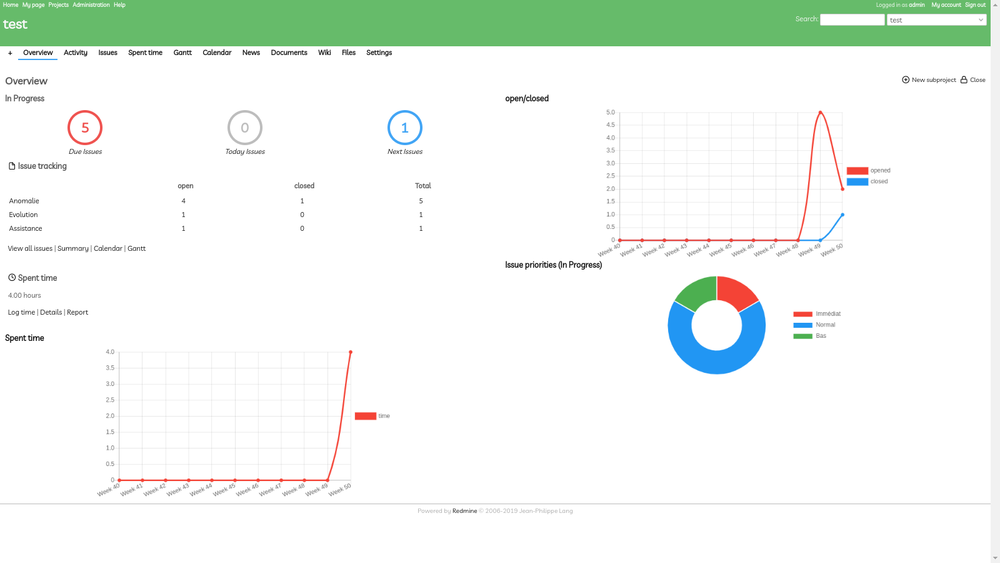 Home My page Projects Administration Help
Logged in as admin My account Sign out
test
Search: test
+ Overview Activity Issues Spent time Gantt Calendar News Documents Wiki Files Settings
Overview
New subproject Close
In Progress
5 0 1
Due Issues Today Issues Next Issues
Issue tracking
open closed Total
Anomalie 4 1 5
Evolution 1 0 1
Assistance 1 0 1
View all issues | Summary | Calendar | Gantt
Spent time
4.00 hours
Log time | Details | Report
Spent time
4.0
3.5
3.0
2.5
2.0
1.5
1.0
0.5
0
Week 40 Week 41 Week 42 Week 43 Week 44 Week 45 Week 46 Week 47 Week 48 Week 49 Week 50
time
open/closed
5.0
4.5
4.0
3.5
3.0
2.5
2.0
1.5
1.0
0.5
0
Week 40 Week 41 Week 42 Week 43 Week 44 Week 45 Week 46 Week 47 Week 48 Week 49 Week 50
opened
closed
Issue priorities (In Progress)
Immédiat
Normal
Bas
Powered by Redmine © 2006-2019 Jean-Philippe Lang